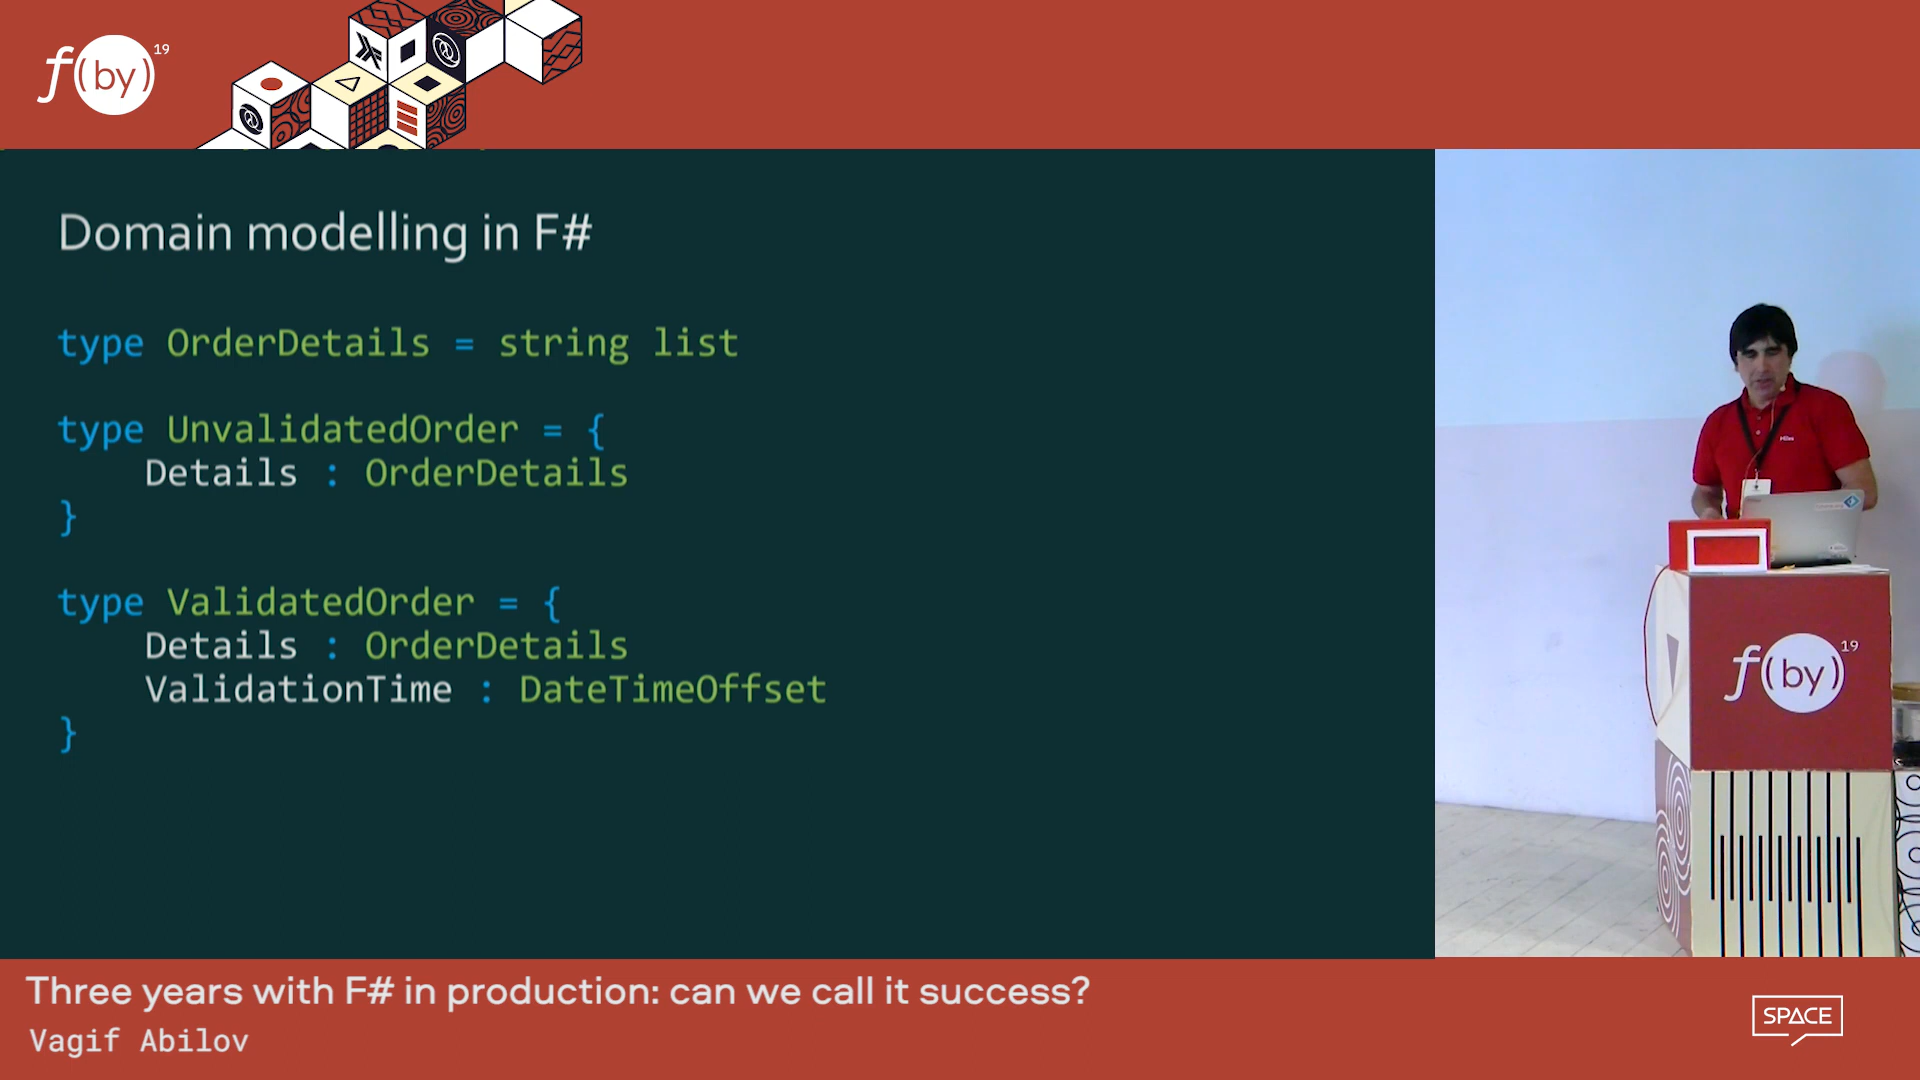 f(by) 19
Domain modelling in F#
type OrderDetails = string list
type UnvalidatedOrder = {
Details : OrderDetails
}
type ValidatedOrder = {
Details : OrderDetails
ValidationTime : DateTimeOffset
}
f(by) 19
Three years with F# in production: can we call it success?
Vagif Abilov
SPACE